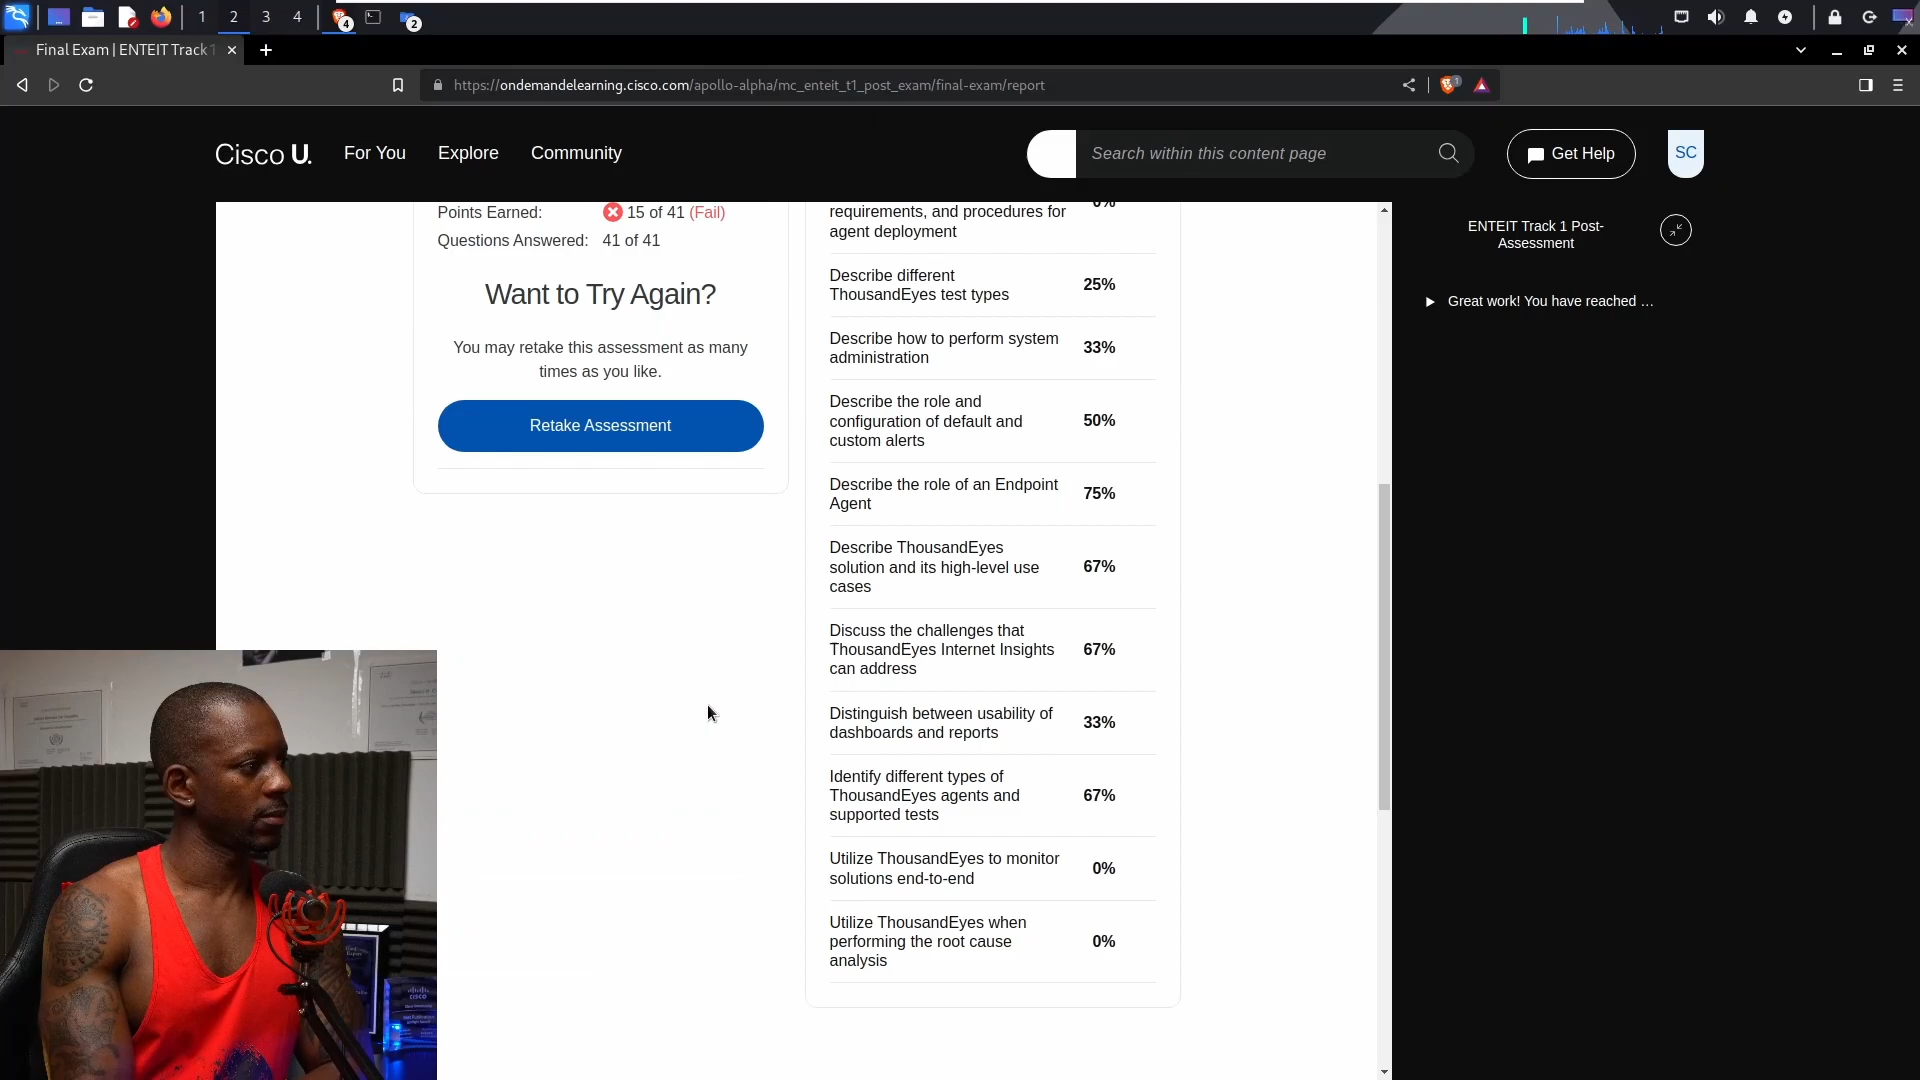 1
2
3
4
4
2
Final Exam | ENTEIT Track 1
https://ondemandelearning.cisco.com/apollo-alpha/mc_enteit_t1_post_exam/final-exam/report
1
Cisco U.
For You
Explore
Community
Search within this content page
Get Help
SC
Points Earned:
15 of 41 (Fail)
Questions Answered:
41 of 41
Want to Try Again?
You may retake this assessment as many
times as you like.
Retake Assessment
requirements, and procedures for
agent deployment
0%
Describe different
ThousandEyes test types
25%
Describe how to perform system
administration
33%
Describe the role and
configuration of default and
custom alerts
50%
Describe the role of an Endpoint
Agent
75%
Describe ThousandEyes
solution and its high-level use
cases
67%
Discuss the challenges that
ThousandEyes Internet Insights
can address
67%
Distinguish between usability of
dashboards and reports
33%
Identify different types of
ThousandEyes agents and
supported tests
67%
Utilize ThousandEyes to monitor
solutions end-to-end
0%
Utilize ThousandEyes when
performing the root cause
analysis
0%
ENTEIT Track 1 Post-
Assessment
Great work! You have reached …
CISCO